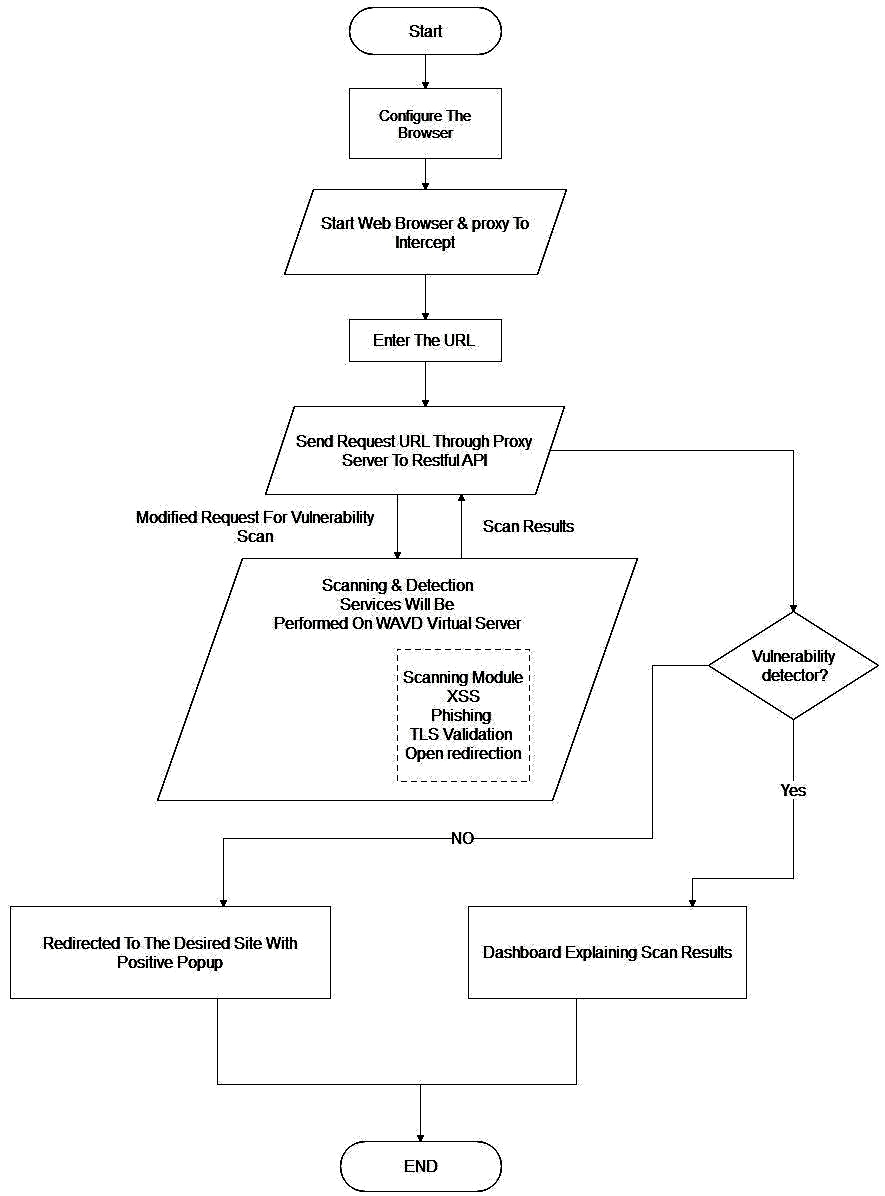 Start
Configure The
Browser
Start Web Browser & proxy To
Intercept
Enter The URL
Send Request URL Through Proxy
Server To Restful API
Modified Request For Vulnerability
Scan
Scan Results
Scanning & Detection
Services Will Be
Performed On WAVD Virtual Server
Scanning Module
XSS
Phishing
TLS Validation
Open redirection
Vulnerability
detector?
Yes
NO
Redirected To The Desired Site With
Positive Popup
Dashboard Explaining Scan Results
END